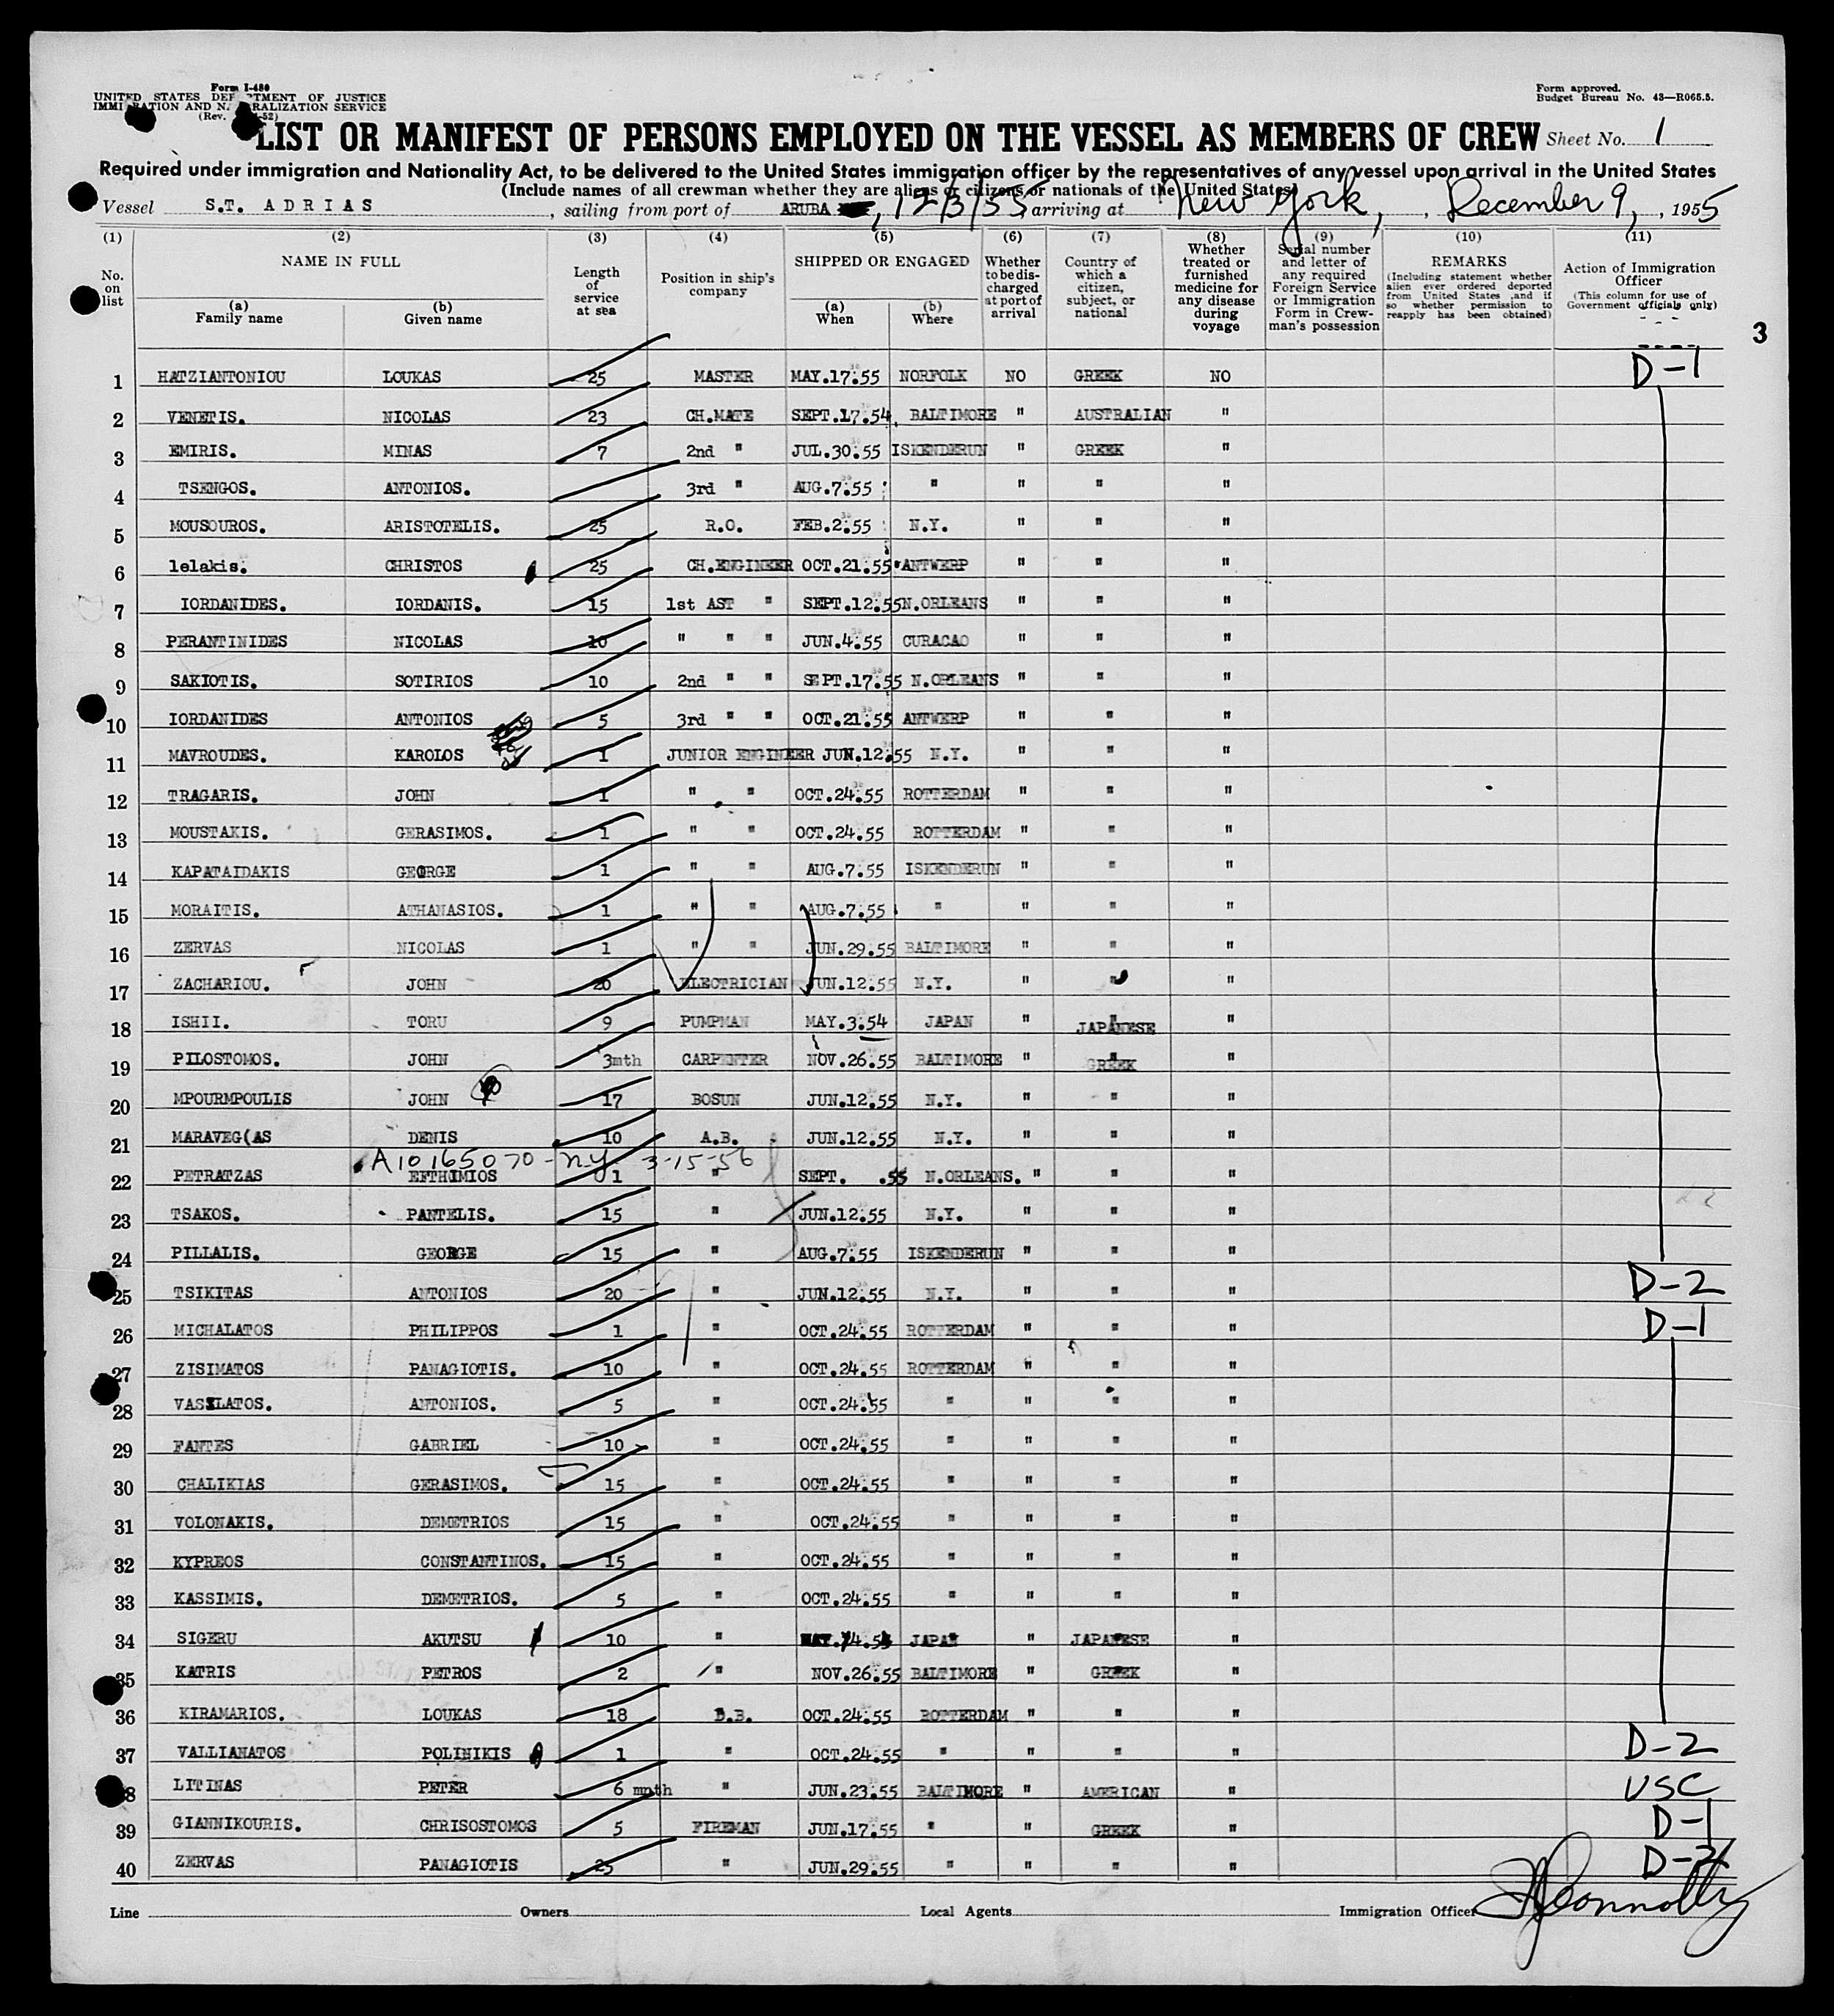 Form I-480
UNITED STATES DEPARTMENT OF JUSTICE
IMMIGRATION AND NATURALIZATION SERVICE
(Rev. -52)
Form approved.
Budget Bureau No. 43—R065.5.
LIST OR MANIFEST OF PERSONS EMPLOYED ON THE VESSEL AS MEMBERS OF CREW Sheet No. 1
Required under immigration and Nationality Act, to be delivered to the United States immigration officer by the representatives of any vessel upon arrival in the United States
(Include names of all crewman whether they are aliens or citizens or nationals of the United States)
Vessel S.T. ADRIAS, sailing from port of ARUBA, 12/3/55, arriving at New York, December 9, 1955
(1) (2) (3) (4) (5) (6) (7) (8) (9) (10) (11)
No. on list
NAME IN FULL
(a) Family name
(b) Given name
Length of service at sea
Position in ship's company
SHIPPED OR ENGAGED
(a) When
(b) Where
Whether to be discharged at port of arrival
Country of which a citizen, subject, or national
Whether treated or furnished medicine for any disease during voyage
Serial number and letter of any required Foreign Service or Immigration Form in Crewman's possession
REMARKS
(Including statement whether alien ever ordered deported from United States and if so whether permission to reapply has been obtained)
Action of Immigration Officer
(This column for use of Government officials only)
3
1 HATZIANTONIOU LOUKAS 25 MASTER MAY.17.55 NORFOLK NO GREEK NO D-1
2 VENETIS. NICOLAS 23 CH.MATE SEPT.17.54. BALTIMORE " AUSTRALIAN "
3 EMIRIS. MINAS 7 2nd " JUL.30.55 ISKENDERUN " GREEK "
4 TSENGOS. ANTONIOS. 3rd " AUG.7.55 " " " "
5 MOUSOUROS. ARISTOTELIS. 25 R.O. FEB.2.55 N.Y. " " "
6 lelakis. CHRISTOS 25 CH.ENGINEER OCT.21.55 ANTWERP " " "
7 IORDANIDES. IORDANIS. 15 1st AST " SEPT.12.55 N.ORLEANS " " "
8 PERANTINIDES NICOLAS 10 " " " JUN.4.55 CURACAO " " "
9 SAKIOTIS. SOTIRIOS 10 2nd " " SEPT.17.55 N.ORLEANS " " "
10 IORDANIDES ANTONIOS 5 3rd " " OCT.21.55 ANTWERP " " "
11 MAVROUDES. KAROLOS 1 JUNIOR ENGINEER JUN.12.55 N.Y. " " "
12 TRAGARIS. JOHN 1 " " OCT.24.55 ROTTERDAM " " "
13 MOUSTAKIS. GERASIMOS. 1 " " OCT.24.55 ROTTERDAM " " "
14 KAPATAIDAKIS GEORGE 1 " " AUG.7.55 ISKENDERUN " " "
15 MORAITIS. ATHANASIOS. 1 " " AUG.7.55 " " " "
16 ZERVAS NICOLAS 1 " " JUN.29.55 BALTIMORE " " "
17 ZACHARIOU. JOHN 20 ELECTRICIAN JUN.12.55 N.Y. " " "
18 ISHII. TORU 9 PUMPMAN MAY.3.54 JAPAN " JAPANESE "
19 PILOSTOMOS. JOHN 3mth CARPENTER NOV.26.55 BALTIMORE " GREEK "
20 MPOURMPOULIS JOHN 17 BOSUN JUN.12.55 N.Y. " " "
21 MARAVEG(AS DENIS 10 A.B. JUN.12.55 N.Y. " " "
A10 165070 - N.Y. 3-15-56
22 PETRATZAS EFTHIMIOS 1 " SEPT. .55 N.ORLEANS. " " "
23 TSAKOS. PANTELIS. 15 " JUN.12.55 N.Y. " " "
24 PILLALIS. GEORGE 15 " AUG.7.55 ISKENDERUN " " "
25 TSIKITAS ANTONIOS 20 " JUN.12.55 N.Y. " " " D-2
26 MICHALATOS PHILIPPOS 1 " OCT.24.55 ROTTERDAM " " " D-1
27 ZISIMATOS PANAGIOTIS. 10 " OCT.24.55 ROTTERDAM " " "
28 VASILATOS. ANTONIOS. 5 " OCT.24.55 " " " "
29 FANTES GABRIEL 10 " OCT.24.55 " " " "
30 CHALIKIAS GERASIMOS. 15 " OCT.24.55 " " " "
31 VOLONAKIS. DEMETRIOS 15 " OCT.24.55 " " " "
32 KYPREOS CONSTANTINOS. 15 " OCT.24.55 " " " "
33 KASSIMIS. DEMETRIOS. 5 " OCT.24.55 " " " "
34 SIGERU AKUTSU 10 " JAPAN " JAPANESE "
35 KATRIS PETROS 2 " NOV.26.55 BALTIMORE " GREEK "
36 KIRAMARIOS. LOUKAS 18 D.B. OCT.24.55 ROTTERDAM " " "
37 VALLIANATOS POLINIKIS 1 " OCT.24.55 " " " " D-2
38 LITINAS PETER 6 mnth " JUN.23.55 BALTIMORE " AMERICAN " USC
39 GIANNIKOURIS. CHRISOSTOMOS 5 FIREMAN JUN.17.55 " " GREEK " D-1
40 ZERVAS PANAGIOTIS 25 " JUN.29.55 " " " " D-2
Line Owners Local Agents Immigration Officer Connolly